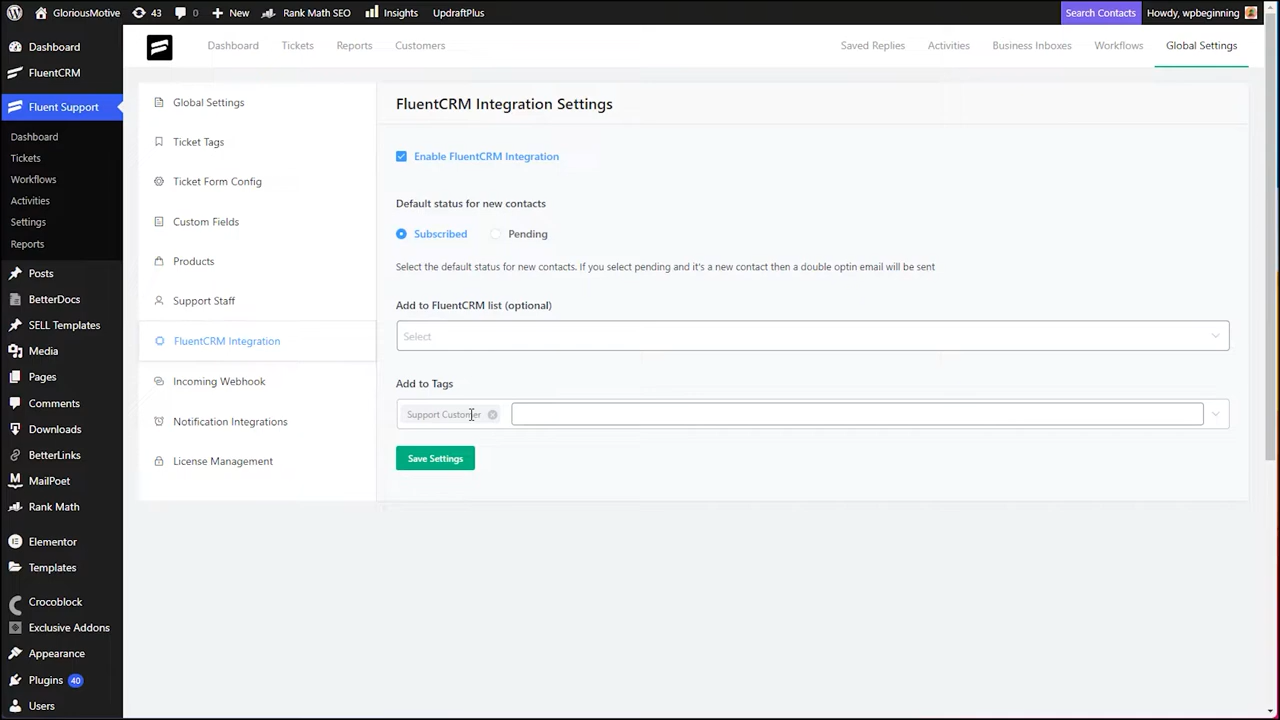 GloriousMotive 43 0 New Rank Math SEO Insights UpdraftPlus Search Contacts Howdy, wpbeginning
Dashboard
FluentCRM
Fluent Support
Dashboard
Tickets
Workflows
Activities
Settings
Reports
Posts
BetterDocs
SELL Templates
Media
Pages
Comments
Downloads
BetterLinks
MailPoet
Rank Math
Elementor
Templates
Crocoblock
Exclusive Addons
Appearance
Plugins 40
Users
Dashboard Tickets Reports Customers Saved Replies Activities Business Inboxes Workflows Global Settings
Global Settings
Ticket Tags
Ticket Form Config
Custom Fields
Products
Support Staff
FluentCRM Integration
Incoming Webhook
Notification Integrations
License Management
FluentCRM Integration Settings
Enable FluentCRM Integration
Default status for new contacts
Subscribed Pending
Select the default status for new contacts. If you select pending and it's a new contact then a double optin email will be sent
Add to FluentCRM list (optional)
Select
Add to Tags
Support Customer
Save Settings